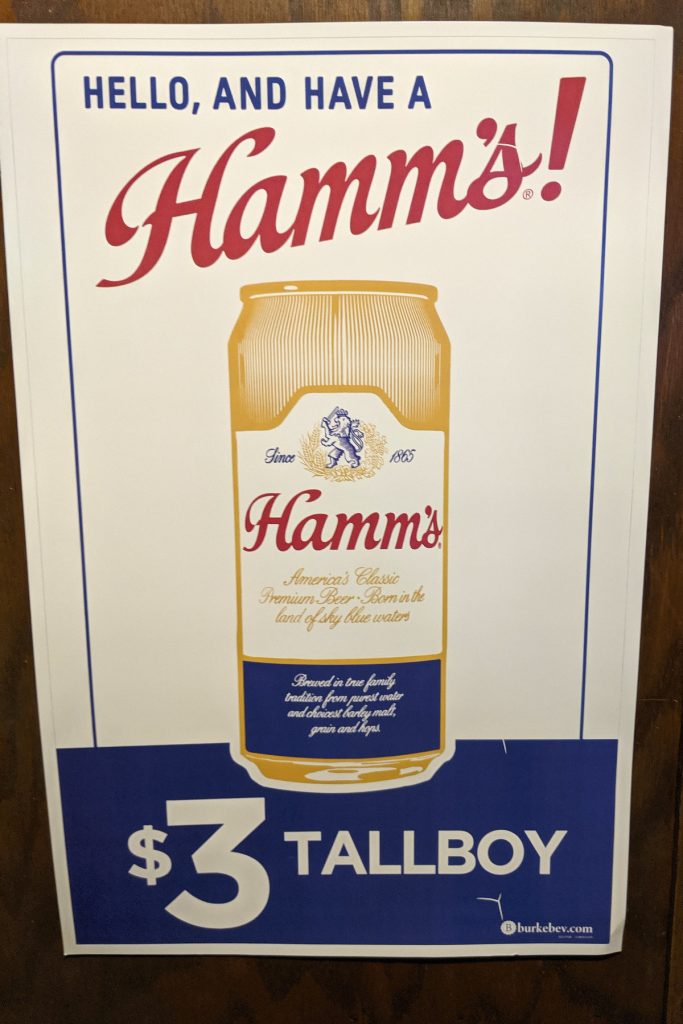 HELLO, AND HAVE A
Hamm's!
®
Since 1865
Hamm's
America's Classic
Premium Beer · Born in the
land of sky blue waters
Brewed in true family
tradition from purest water
and choicest barley malt,
grain and hops.
$3 TALLBOY
B burkebev.com